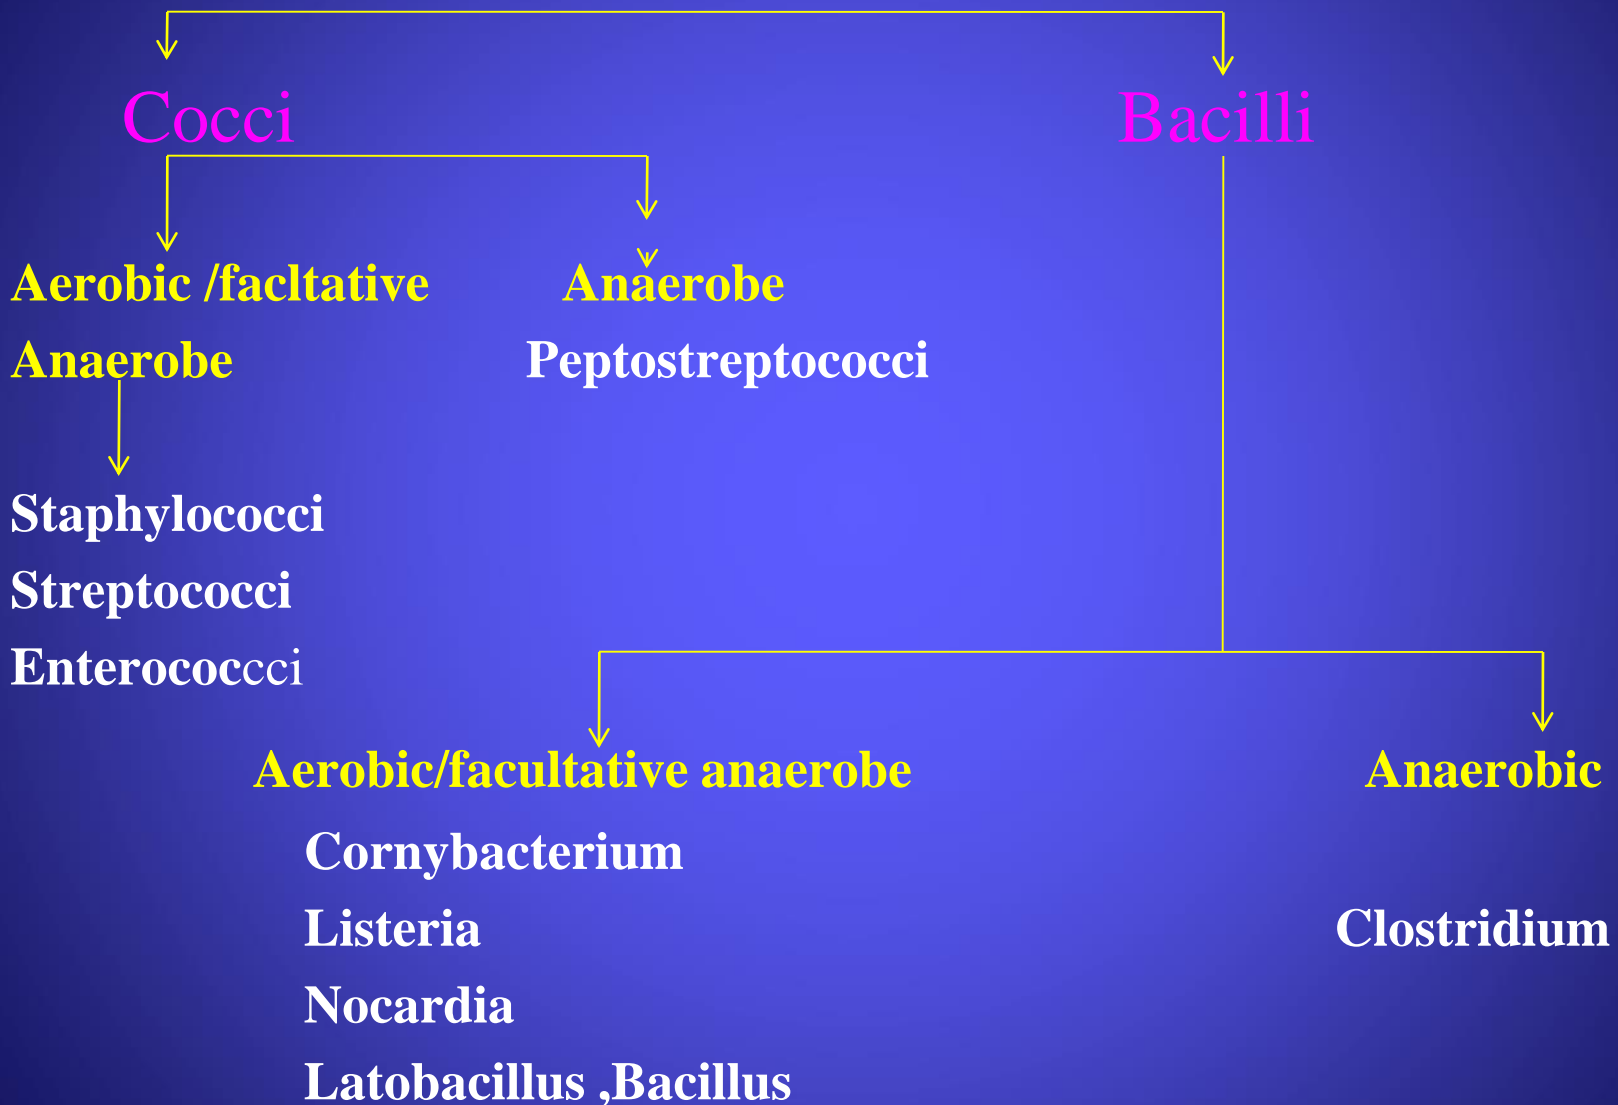 Cocci
Bacilli
Aerobic /facltative
Anaerobe
Anaerobe
Peptostreptococci
Staphylococci
Streptococci
Enterococcci
Aerobic/facultative anaerobe
Anaerobic
Cornybacterium
Listeria
Clostridium
Nocardia
Latobacillus ,Bacillus